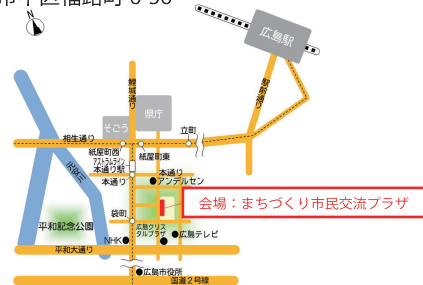 市中区袋町 6-36
N
広島駅
駅前通り
鯉城通り
県庁
そごう
立町
相生通り
紙屋町西
紙屋町東
アストラムライン
本通り駅
本通り
本通り
アンデルセン
元安川
会場：まちづくり市民交流プラザ
袋町
平和記念公園
広島クリス
タルプラザ
広島テレビ
NHK
平和大通り
広島市役所
国道2号線